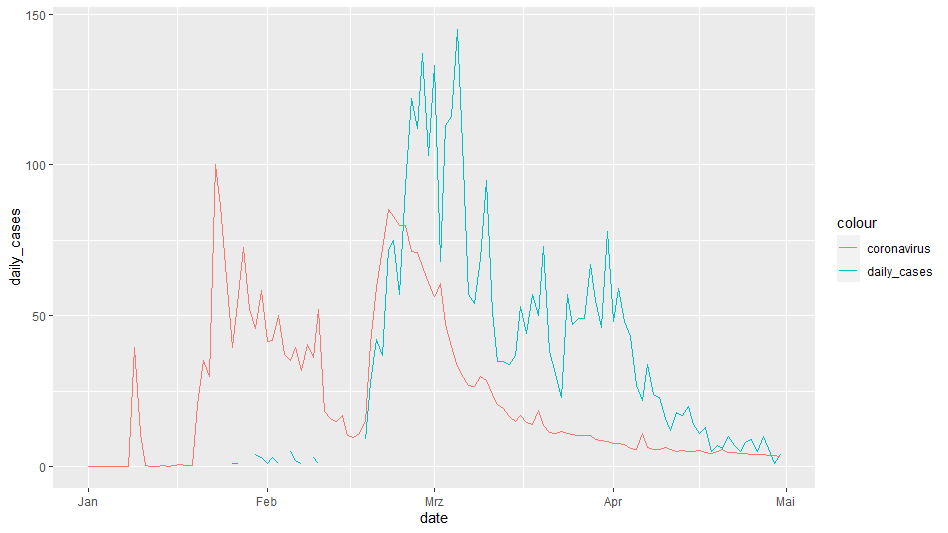 150
100
50
0
daily_cases
Jan
Feb
Mrz
Apr
Mai
date
colour
coronavirus
daily_cases